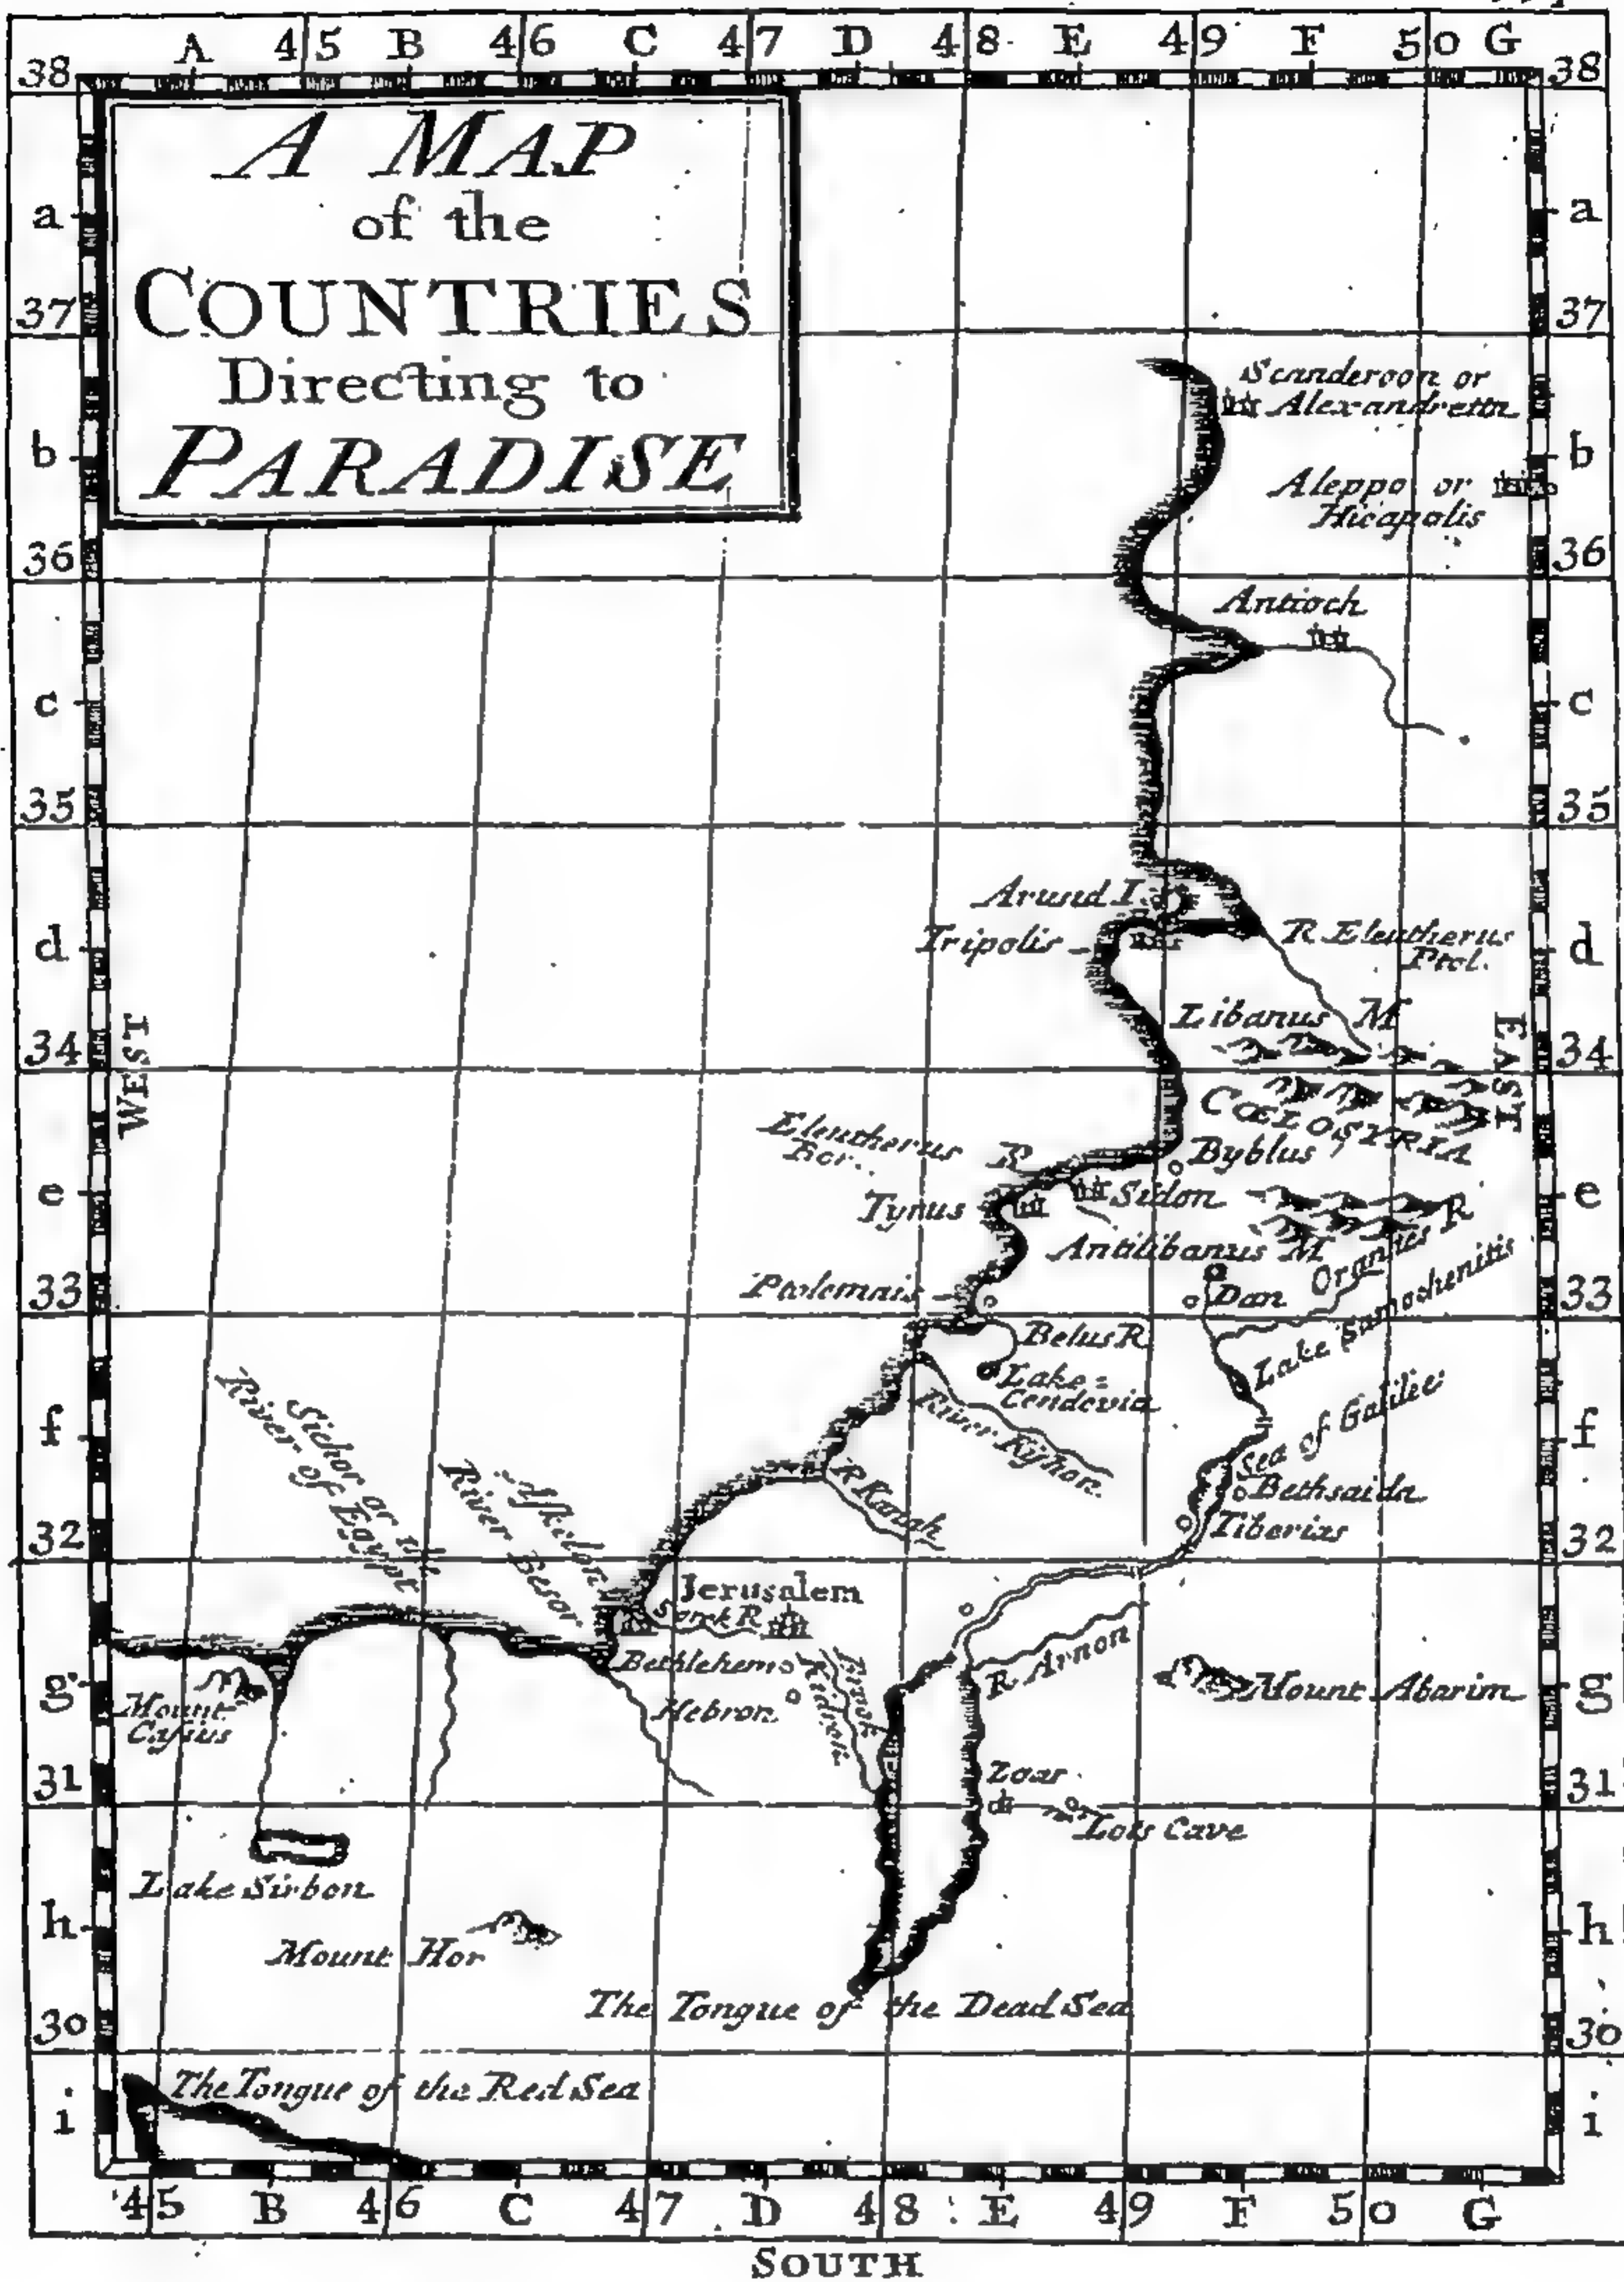 A 45 B 46 C 47 D 48 E 49 F 50 G
38 38
A MAP
of the
COUNTRIES
Directing to
PARADISE
a a
37 37
Scanderoon or
Alexandretta
b b
Aleppo or
Hieapolis
36 36
Antioch
c c
35 35
Arund I.
Tripolis
R Eleutherus
Ptol.
d d
Libanus M
34 34
WEST
EAST
CŒLOSYRIA
Eleutherus R
Bor.
Byblus
e e
Tyrus
Sidon
Antilibanus M
Orantes R
Ptolemais
Dan
33 33
Lake Samochenitis
Belus R
Lake
Cendevia
River Kishon
Sea of Galilee
f f
Sichor or the
River of Egypt
River Besor
Askelon
R Kanah
Bethsaida
Tiberias
32 32
Jerusalem
Sorek R
Bethlehem
Kidron
R Arnon
g g
Mount Abarim
Mount
Casius
Hebron
31 31
Zoar
Lots Cave
Lake Sirbon
h h
Mount Hor
The Tongue of the Dead Sea
30 30
The Tongue of the Red Sea
i i
45 B 46 C 47 D 48 E 49 F 50 G
SOUTH